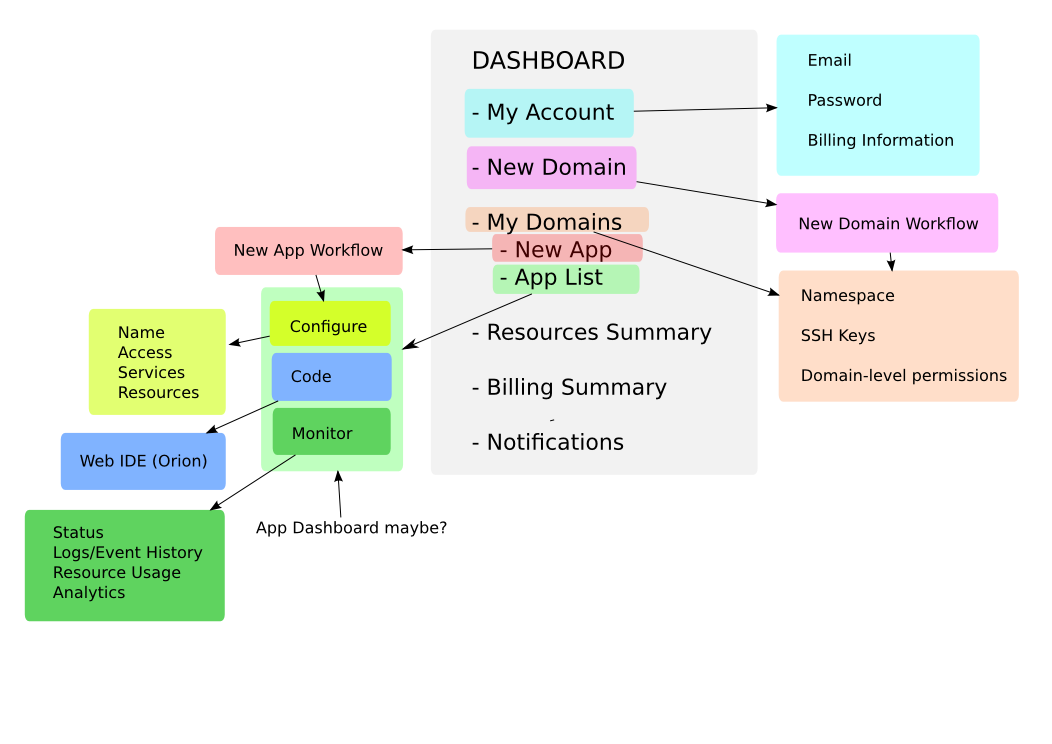 DASHBOARD
- My Account
- New Domain
- My Domains
- New App
- App List
- Resources Summary
- Billing Summary
-
- Notifications
Email
Password
Billing Information
New Domain Workflow
Namespace
SSH Keys
Domain-level permissions
New App Workflow
Configure
Code
Monitor
Name
Access
Services
Resources
Web IDE (Orion)
Status
Logs/Event History
Resource Usage
Analytics
App Dashboard maybe?